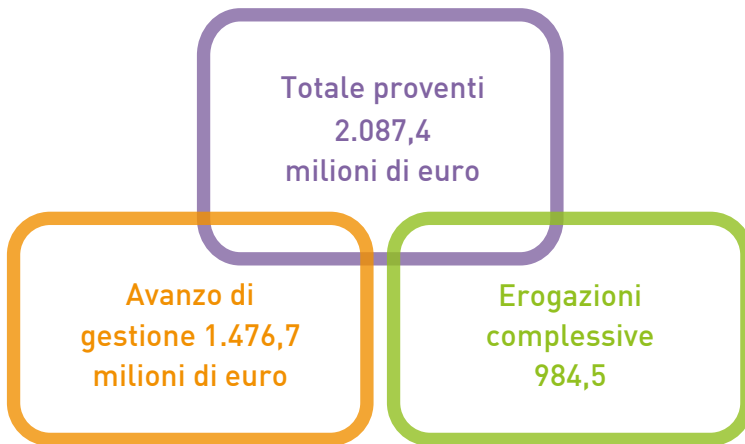 Totale proventi
2.087,4
milioni di euro
Avanzo di
gestione 1.476,7
milioni di euro
Erogazioni
complessive
984,5